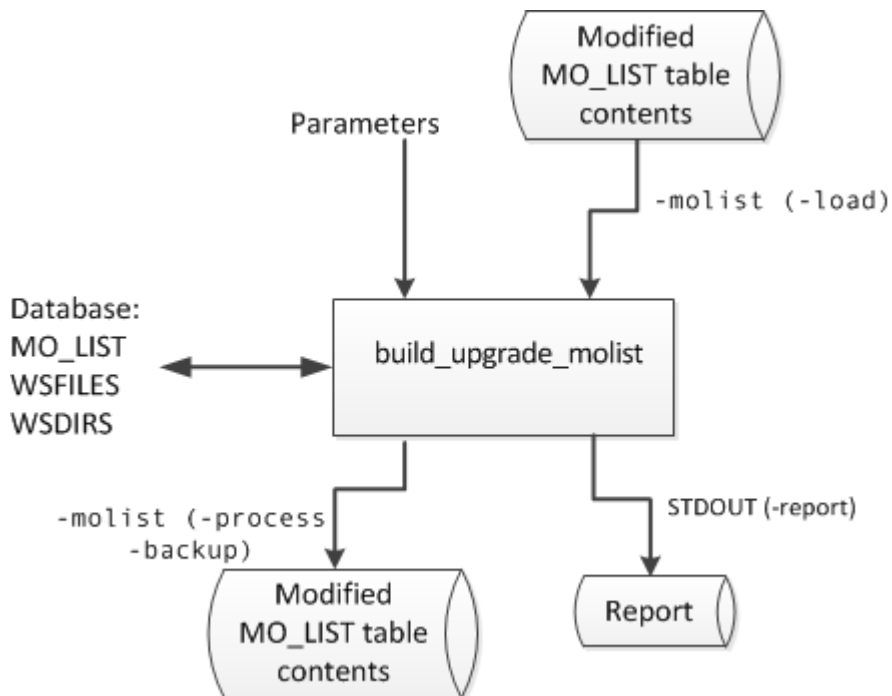 Modified
MO_LIST table
contents
Parameters
-molist (-load)
Database:
MO_LIST
WSFILES
WSDIRS
build_upgrade_molist
-molist (-process
-backup)
STDOUT (-report)
Modified
MO_LIST table
contents
Report